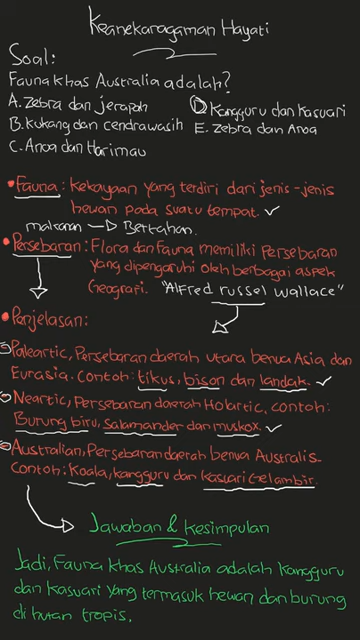 Keanekaragaman Hayati
Soal:
Fauna khas Australia adalah?
A. Zebra dan jerapah
D. Kangguru dan Kasuari
B. Kukang dan cendrawasih
E. Zebra dan Anoa
C. Anoa dan Harimau
• Fauna : Kekayaan yang terdiri dari jenis-jenis
hewan pada suatu tempat. ✓
makanan → Bertahan.
• Persebaran : Flora dan Fauna memiliki Persebaran
yang dipengaruhi oleh berbagai aspek
Geografi. "Alfred russel wallace"
• Penjelasan :
Paleartic, Persebaran daerah utara benua Asia dan
Eurasia. Contoh : tikus, bison dan landak. ✓
Neartic, Persebaran daerah Holartic, contoh :
Burung biru, salamander dan muskox. ✓
Australian, Persebaran daerah benua Australis.
Contoh : Koala, kangguru dan kasuari Gelambir.
Jawaban & Kesimpulan
Jadi, Fauna khas Australia adalah Kangguru
dan Kasuari yang termasuk hewan dan burung
di hutan tropis.